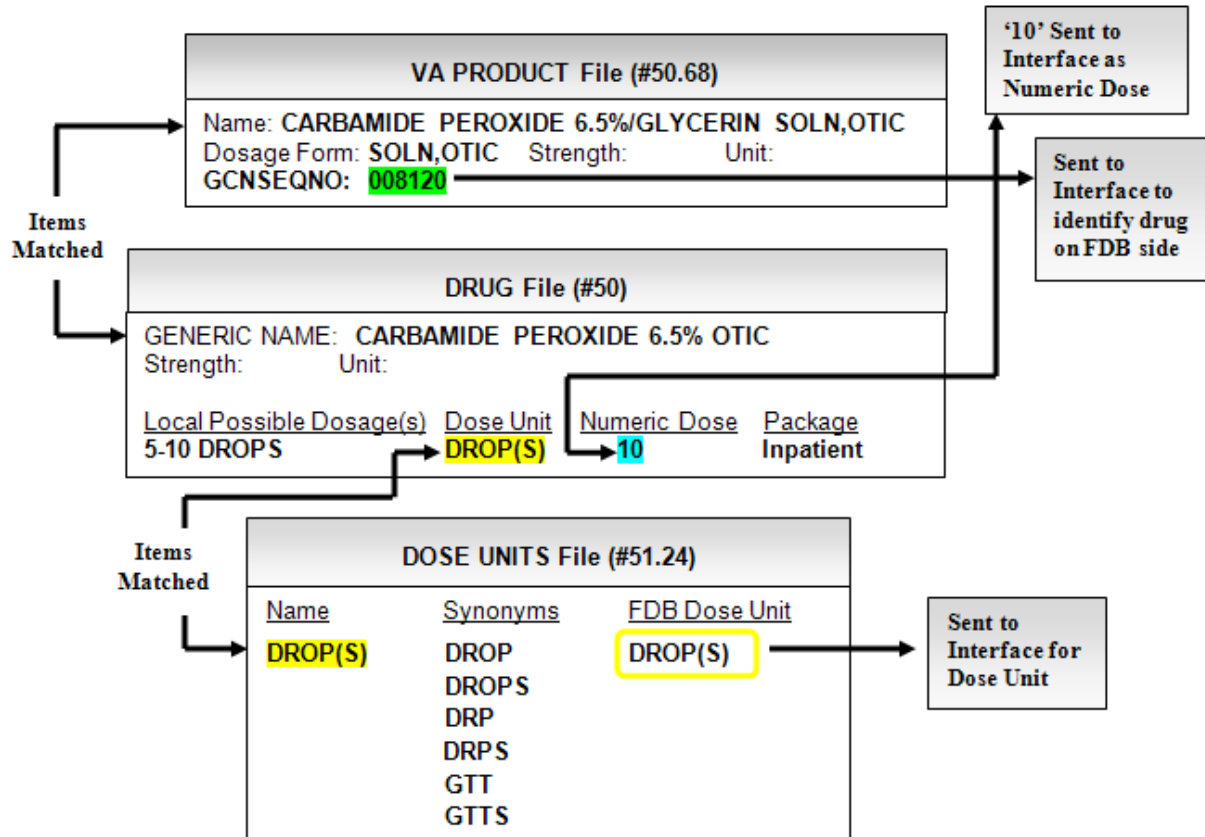 ‘10’ Sent to
Interface as
Numeric Dose
VA PRODUCT File (#50.68)
Name: CARBAMIDE PEROXIDE 6.5%/GLYCERIN SOLN,OTIC
Dosage Form: SOLN,OTIC Strength: Unit:
GCNSEQNO: 008120
Sent to
Interface to
identify drug
on FDB side
Items
Matched
DRUG File (#50)
GENERIC NAME: CARBAMIDE PEROXIDE 6.5% OTIC
Strength: Unit:
Local Possible Dosage(s) Dose Unit Numeric Dose Package
5-10 DROPS DROP(S) 10 Inpatient
Items
Matched
DOSE UNITS File (#51.24)
Name Synonyms FDB Dose Unit
DROP(S) DROP DROP(S)
DROPS
DRP
DRPS
GTT
GTTS
Sent to
Interface for
Dose Unit